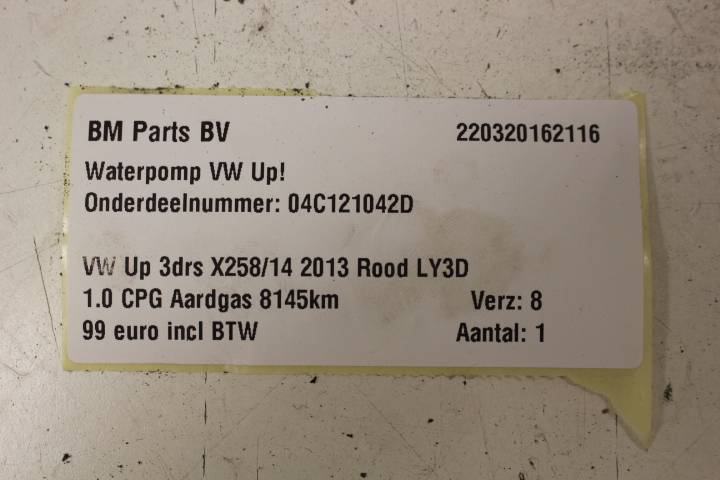 BM Parts BV 220320162116
Waterpomp VW Up!
Onderdeelnummer: 04C121042D
VW Up 3drs X258/14 2013 Rood LY3D
1.0 CPG Aardgas 8145km Verz: 8
99 euro incl BTW Aantal: 1